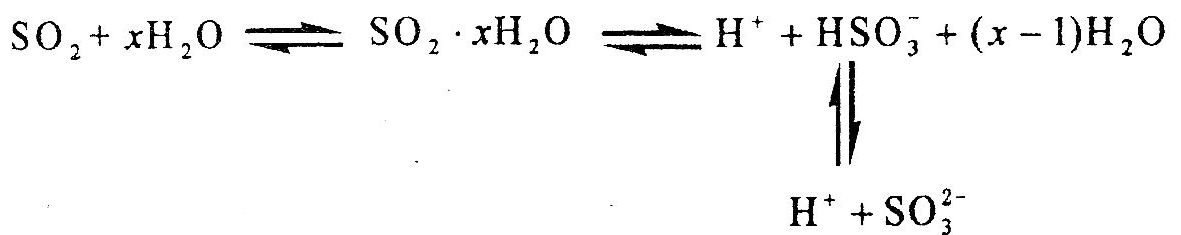 SO₂ + xH₂O ⇌ SO₂ · xH₂O ⇌ H⁺ + HSO₃⁻ + (x − 1)H₂O
⇌
H⁺ + SO₃²⁻